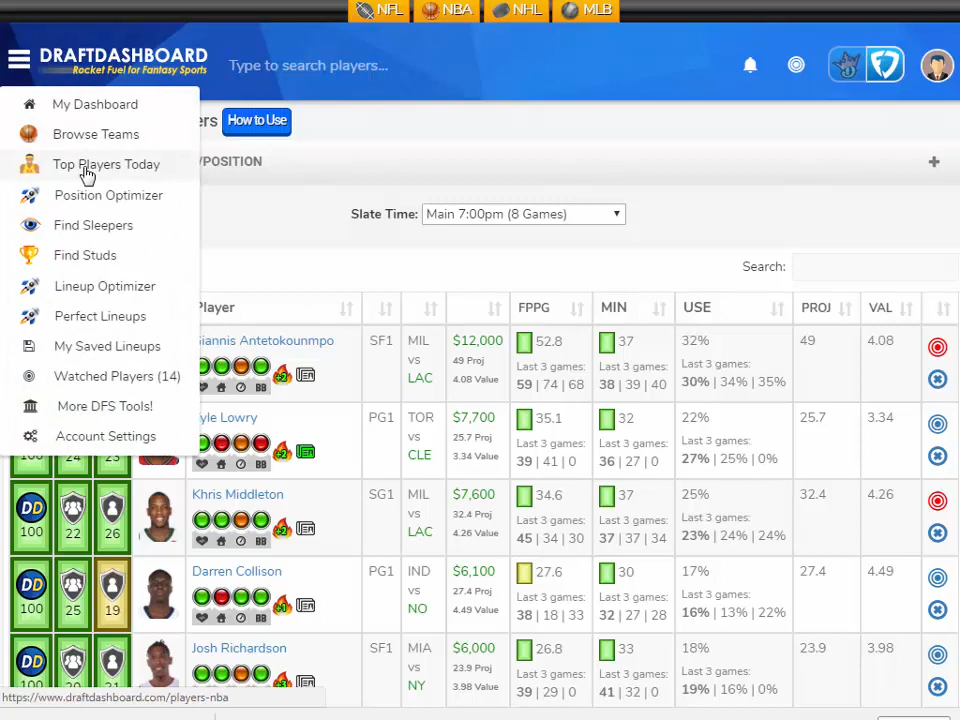 NFL NBA NHL MLB
DRAFTDASHBOARD
Rocket Fuel for Fantasy Sports
Type to search players...
My Dashboard
Browse Teams
Top Players Today
Position Optimizer
Find Sleepers
Find Studs
Lineup Optimizer
Perfect Lineups
My Saved Lineups
Watched Players (14)
More DFS Tools!
Account Settings
ers How to Use
/POSITION
Slate Time: Main 7:00pm (8 Games)
Search:
Player FPPG MIN USE PROJ VAL
Giannis Antetokounmpo SF1 MIL $12,000 52.8 37 32% 49 4.08
vs 49 Proj Last 3 games: Last 3 games: Last 3 games:
+2 LAC 4.08 Value 59 | 74 | 68 38 | 39 | 40 30% | 34% | 35%
BB
Kyle Lowry PG1 TOR $7,700 35.1 32 22% 25.7 3.34
vs 25.7 Proj Last 3 games: Last 3 games: Last 3 games:
100 24 23 +2 CLE 3.34 Value 39 | 41 | 0 36 | 27 | 0 27% | 25% | 0%
BB
DD Khris Middleton SG1 MIL $7,600 34.6 37 25% 32.4 4.26
vs 32.4 Proj Last 3 games: Last 3 games: Last 3 games:
100 22 26 +2 LAC 4.26 Value 45 | 34 | 30 37 | 37 | 34 23% | 24% | 24%
BB
DD Darren Collison PG1 IND $6,100 27.6 30 17% 27.4 4.49
vs 27.4 Proj Last 3 games: Last 3 games: Last 3 games:
100 25 19 +1 NO 4.49 Value 38 | 18 | 33 32 | 27 | 28 16% | 13% | 22%
BB
DD Josh Richardson SF1 MIA $6,000 26.8 33 18% 23.9 3.98
vs 23.9 Proj Last 3 games: Last 3 games: Last 3 games:
NY 3.98 Value 39 | 29 | 0 41 | 32 | 0 19% | 16% | 0%
https://www.draftdashboard.com/players-nba